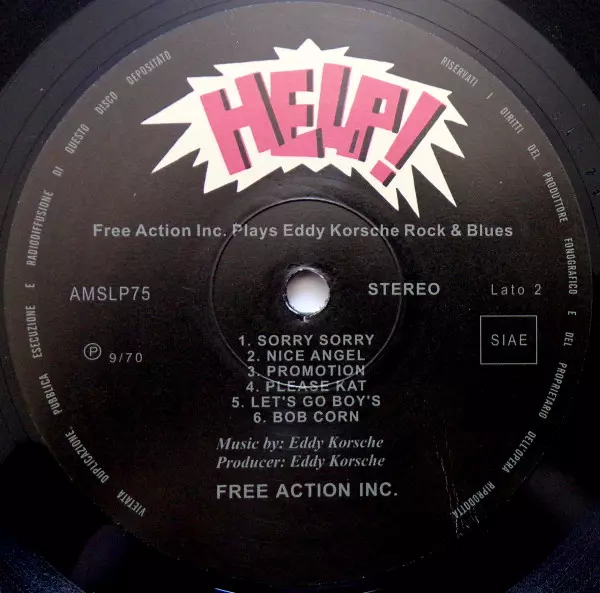 HELP!
Free Action Inc. Plays Eddy Korsche Rock & Blues
AMSLP75
STEREO
Lato 2
℗ 9/70
SIAE
1. SORRY SORRY
2. NICE ANGEL
3. PROMOTION
4. PLEASE KAT
5. LET'S GO BOY'S
6. BOB CORN
Music by: Eddy Korsche
Producer: Eddy Korsche
FREE ACTION INC.
RISERVATI I DIRITTI DEL PRODUTTORE FONOGRAFICO E DEL PROPRIETARIO DELL'OPERA RIPRODOTTA
VIETATA DUPLICAZIONE, PUBBLICA ESECUZIONE E RADIODIFFUSIONE DI QUESTO DISCO DEPOSITATO